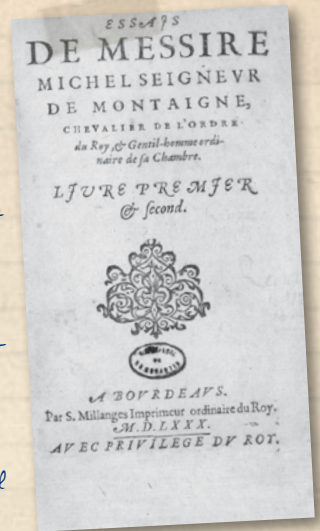 ESSAIS
DE MESSIRE
MICHEL SEIGNEVR
DE MONTAIGNE,
CHEVALIER DE L'ORDRE
du Roy, & Gentil-homme ordi-
naire de sa Chambre.
LIVRE PREMIER
& second.
A BOVRDEAVS.
Par S. Millanges Imprimeur ordinaire du Roy.
M.D.LXXX.
AVEC PRIVILEGE DV ROY.